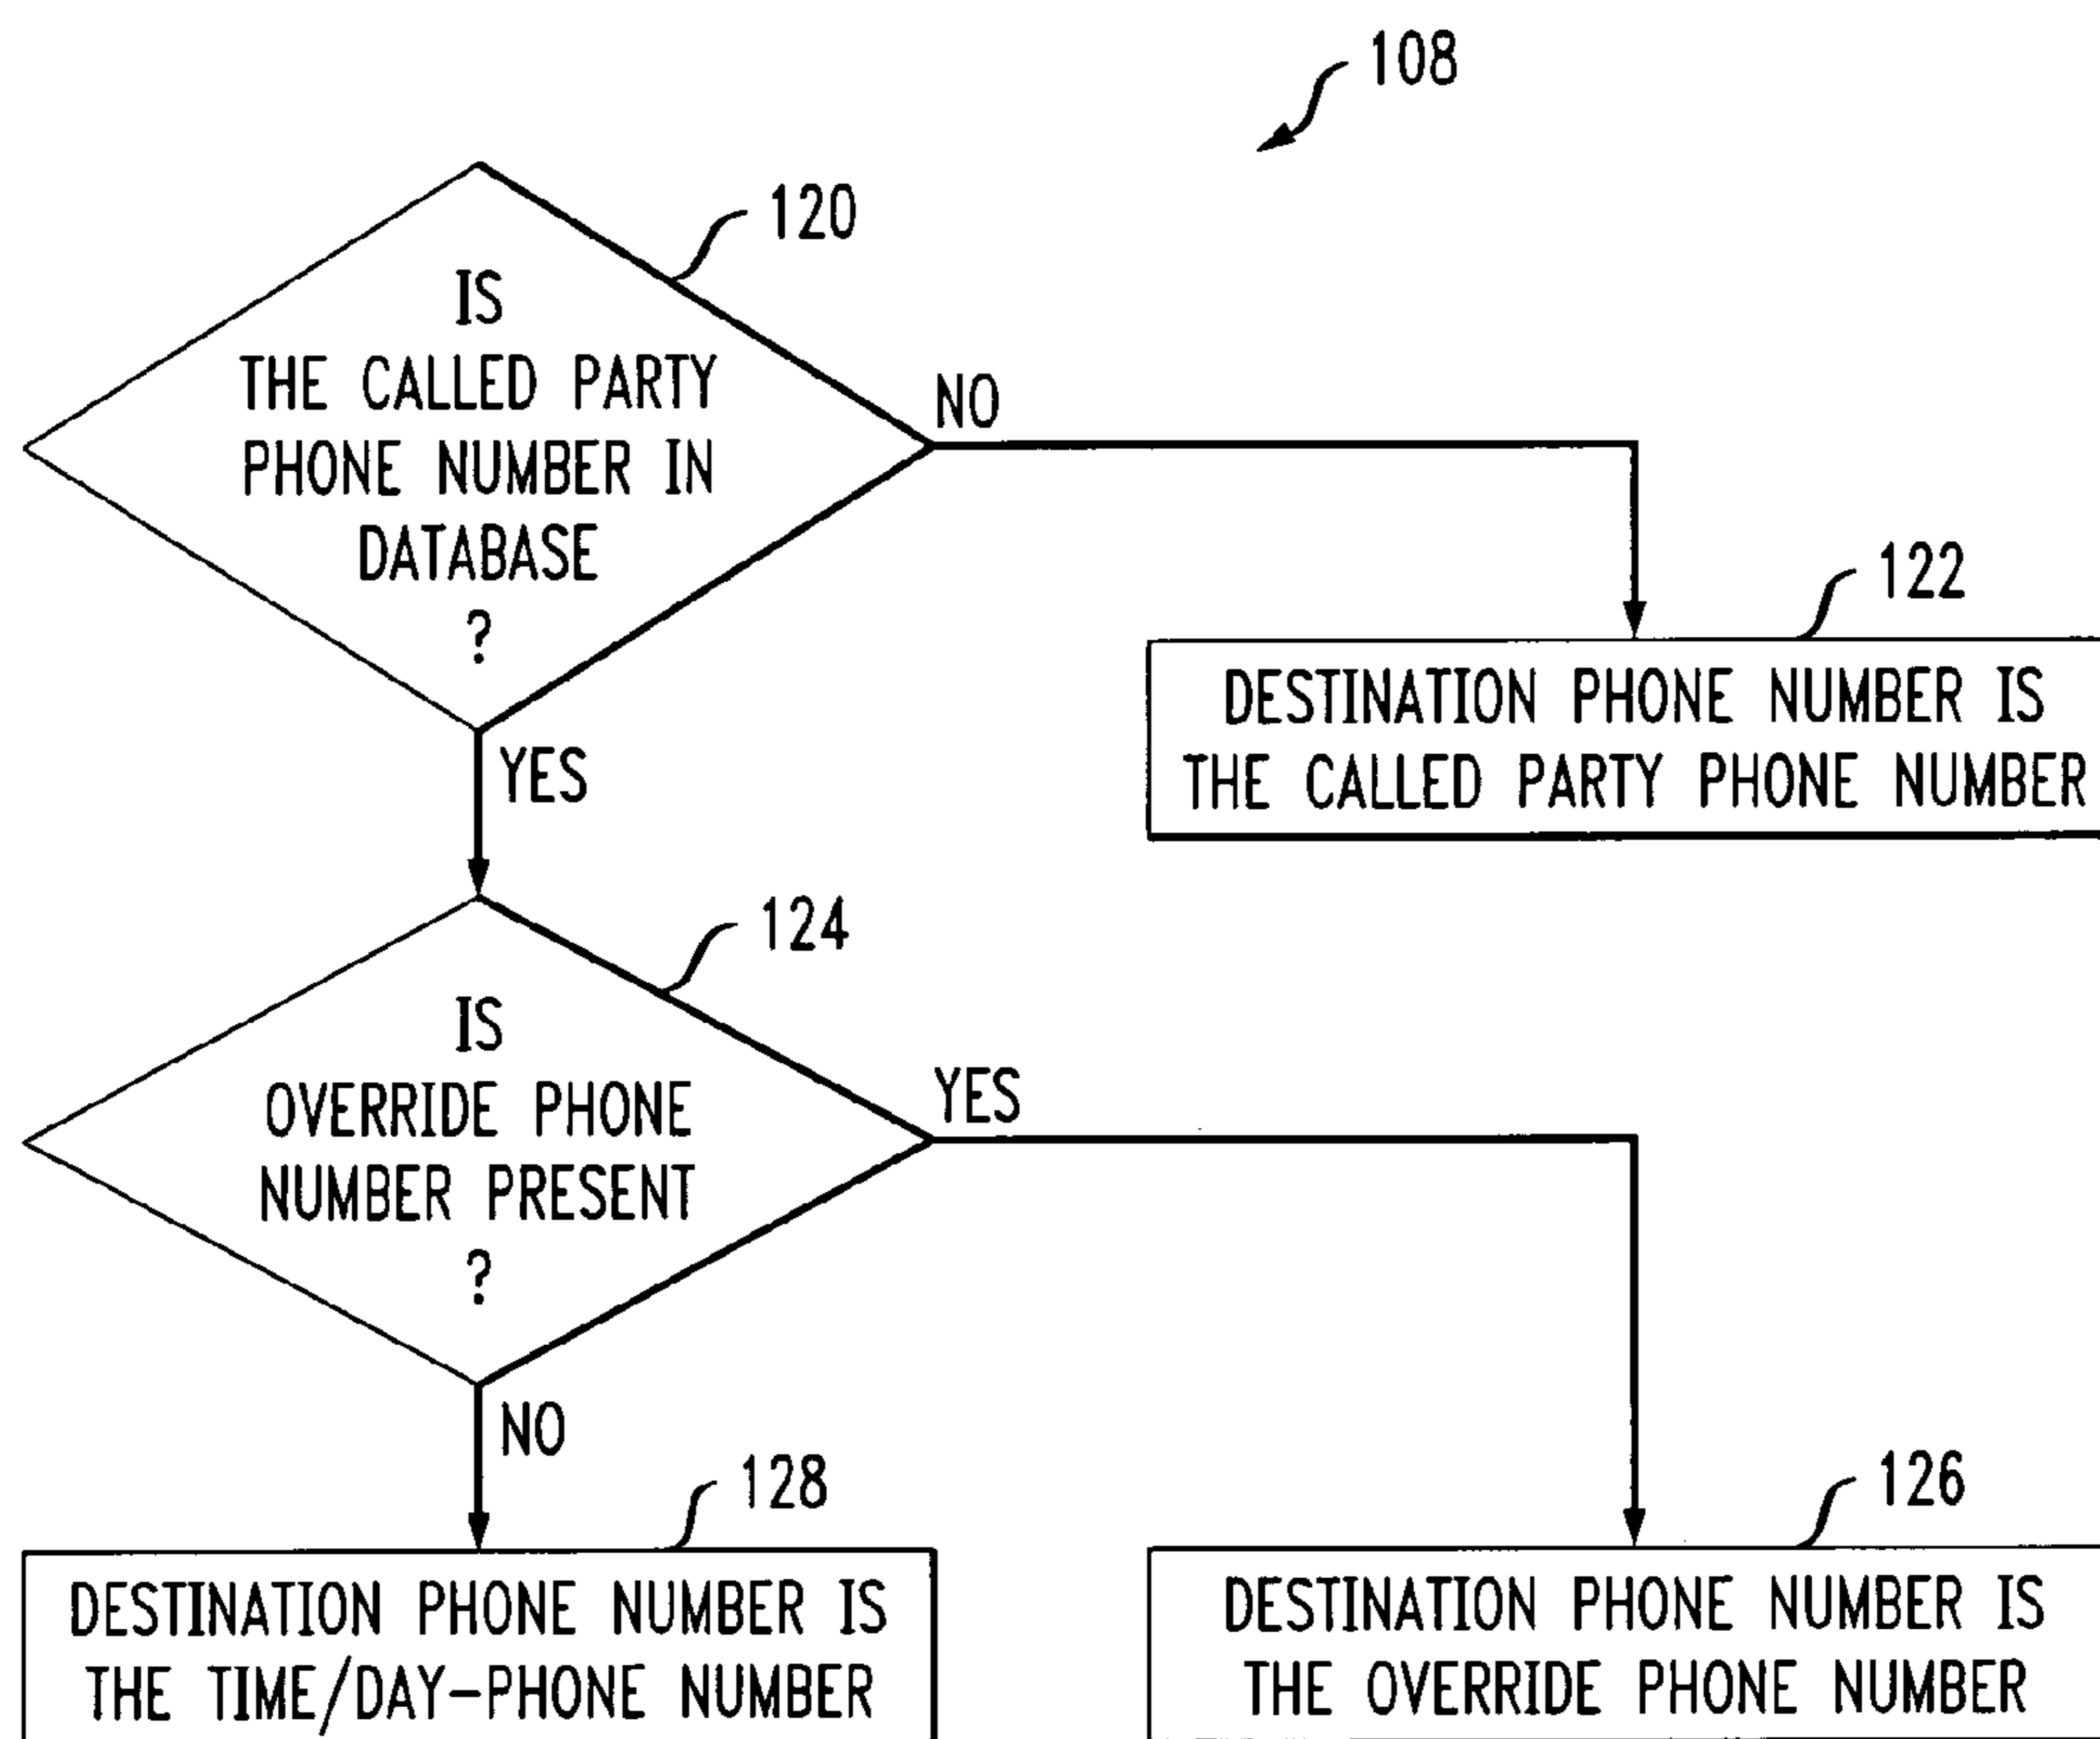 108
120
IS
THE CALLED PARTY
PHONE NUMBER IN
DATABASE
?
NO
122
DESTINATION PHONE NUMBER IS
THE CALLED PARTY PHONE NUMBER
YES
124
IS
OVERRIDE PHONE
NUMBER PRESENT
?
YES
NO
128
DESTINATION PHONE NUMBER IS
THE TIME/DAY-PHONE NUMBER
126
DESTINATION PHONE NUMBER IS
THE OVERRIDE PHONE NUMBER